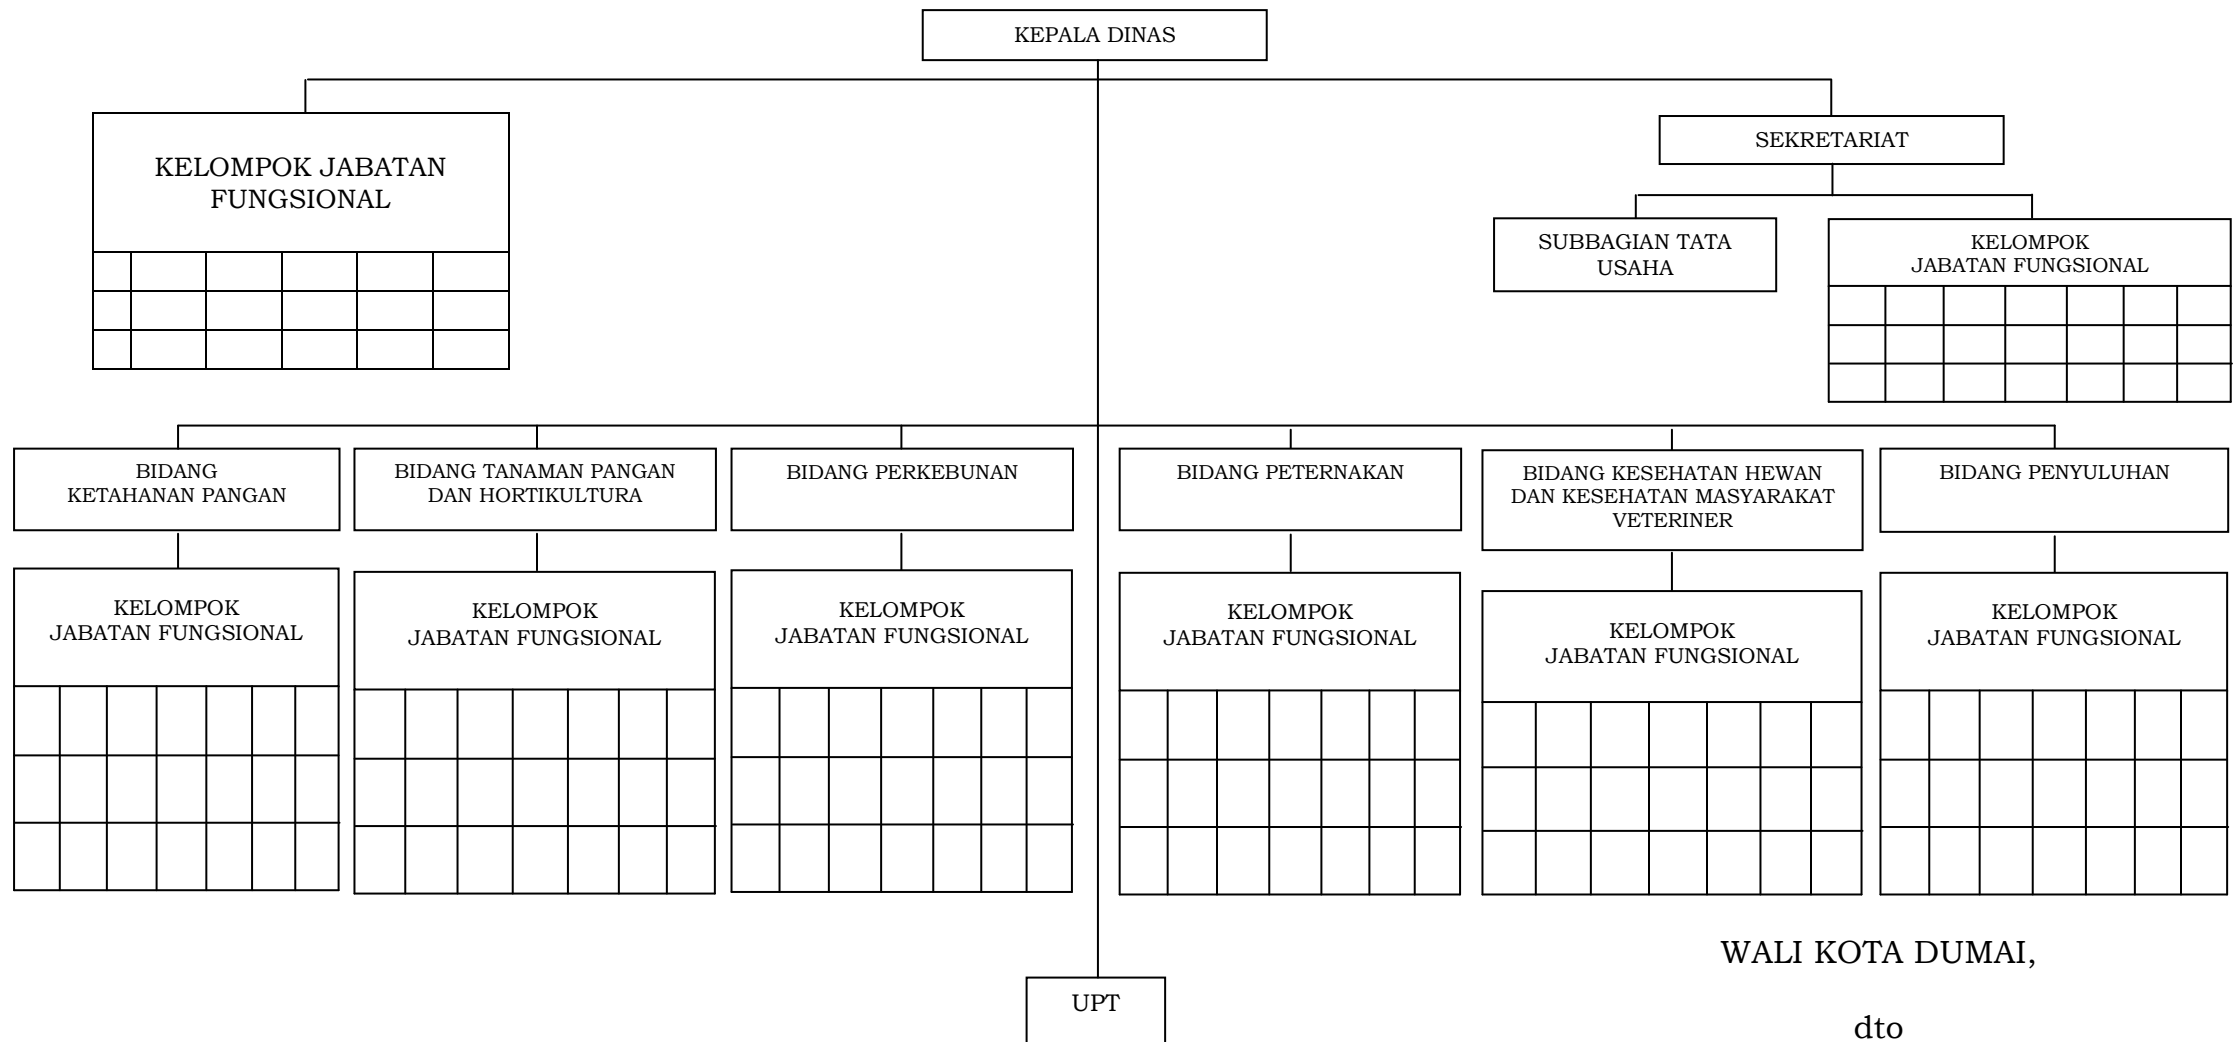 KEPALA DINAS
KELOMPOK JABATAN
FUNGSIONAL
SEKRETARIAT
SUBBAGIAN TATA
USAHA
KELOMPOK
JABATAN FUNGSIONAL
BIDANG
KETAHANAN PANGAN
BIDANG TANAMAN PANGAN
DAN HORTIKULTURA
BIDANG PERKEBUNAN
BIDANG PETERNAKAN
BIDANG KESEHATAN HEWAN
DAN KESEHATAN MASYARAKAT
VETERINER
BIDANG PENYULUHAN
KELOMPOK
JABATAN FUNGSIONAL
KELOMPOK
JABATAN FUNGSIONAL
KELOMPOK
JABATAN FUNGSIONAL
KELOMPOK
JABATAN FUNGSIONAL
KELOMPOK
JABATAN FUNGSIONAL
KELOMPOK
JABATAN FUNGSIONAL
WALI KOTA DUMAI,
UPT
dto